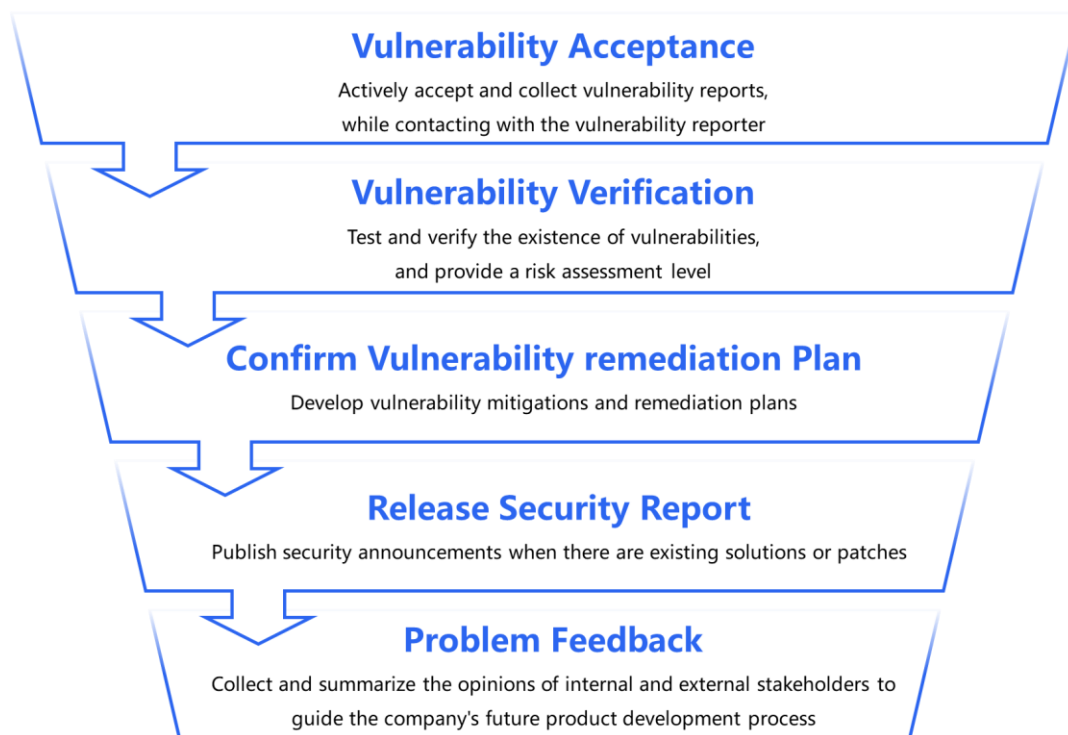 Vulnerability Acceptance
Actively accept and collect vulnerability reports,
while contacting with the vulnerability reporter
Vulnerability Verification
Test and verify the existence of vulnerabilities,
and provide a risk assessment level
Confirm Vulnerability remediation Plan
Develop vulnerability mitigations and remediation plans
Release Security Report
Publish security announcements when there are existing solutions or patches
Problem Feedback
Collect and summarize the opinions of internal and external stakeholders to
guide the company's future product development process